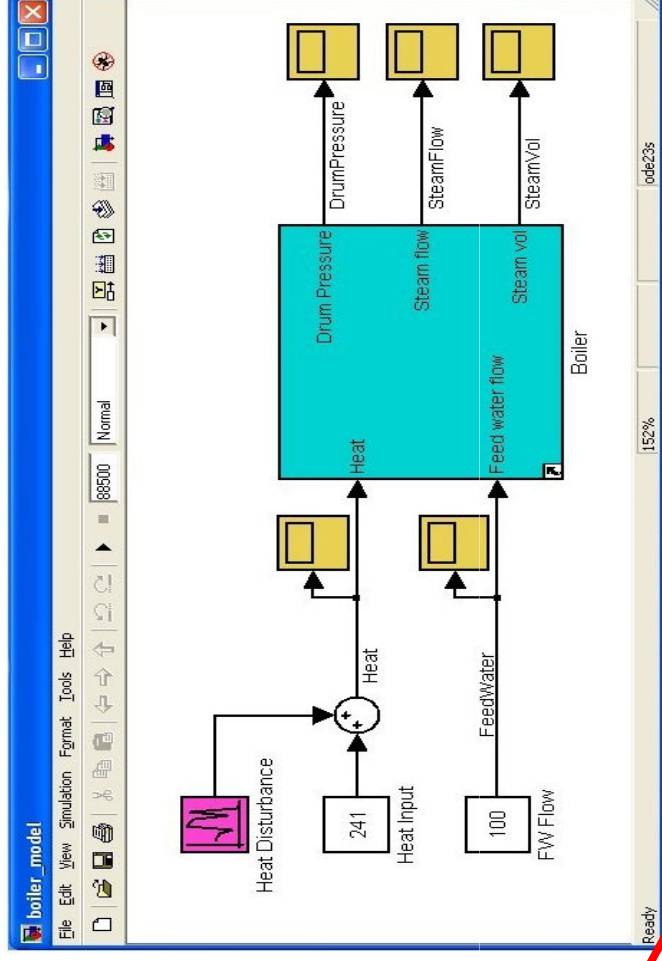 boiler_model
File Edit View Simulation Format Tools Help
88500 Normal
Heat Disturbance
241
Heat Input
Heat
100
FW Flow
FeedWater
Heat
Feed water flow
Drum Pressure
Steam flow
Steam vol
Boiler
DrumPressure
SteamFlow
SteamVol
Ready 152% ode23s